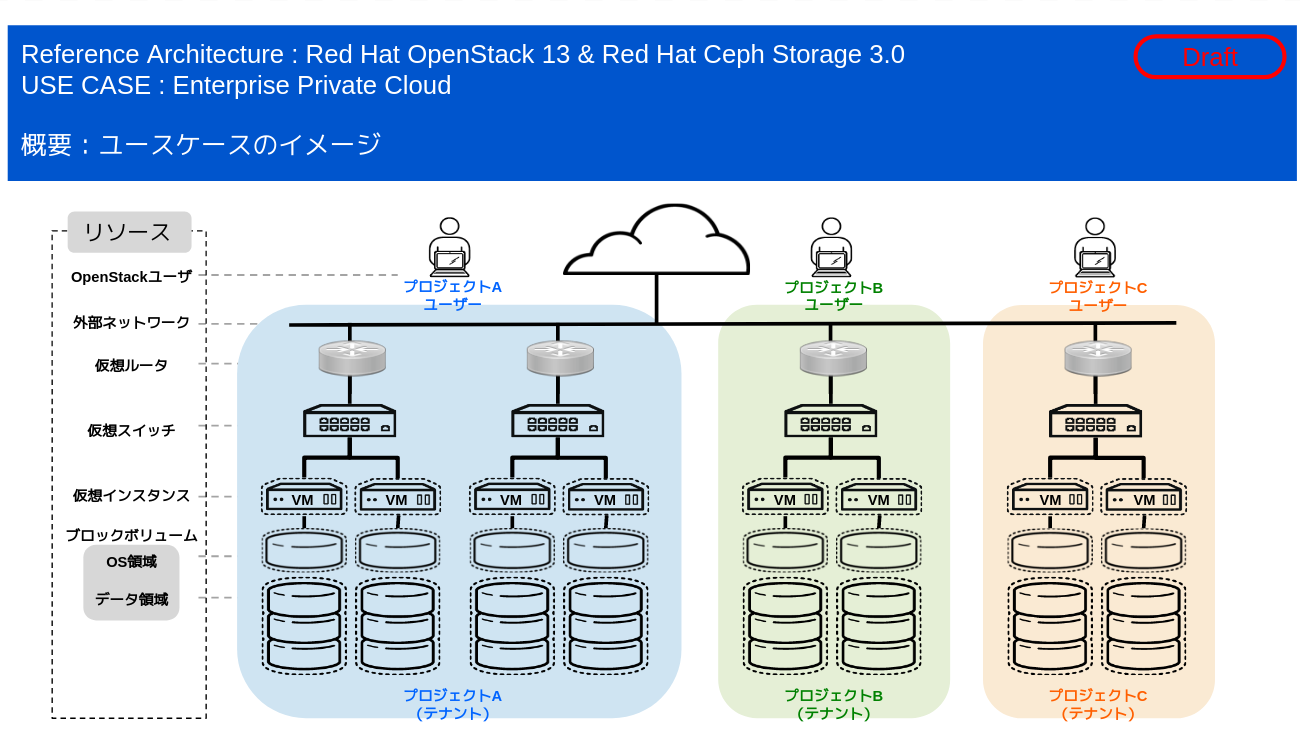 Reference Architecture : Red Hat OpenStack 13 & Red Hat Ceph Storage 3.0
Draft
USE CASE : Enterprise Private Cloud
概要 : ユースケースのイメージ
リソース
OpenStackユーザ
プロジェクトA
ユーザー
プロジェクトB
ユーザー
プロジェクトC
ユーザー
外部ネットワーク
仮想ルータ
仮想スイッチ
仮想インスタンス
VM
VM
VM
VM
VM
VM
VM
VM
ブロックボリューム
OS領域
データ領域
プロジェクトA
(テナント)
プロジェクトB
(テナント)
プロジェクトC
(テナント)